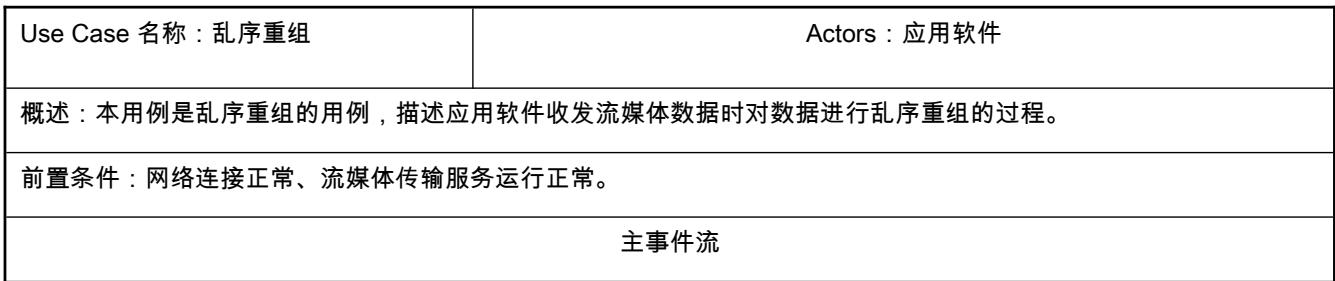 Use Case 名称：乱序重组
Actors：应用软件
概述：本用例是乱序重组的用例，描述应用软件收发流媒体数据时对数据进行乱序重组的过程。
前置条件：网络连接正常、流媒体传输服务运行正常。
主事件流